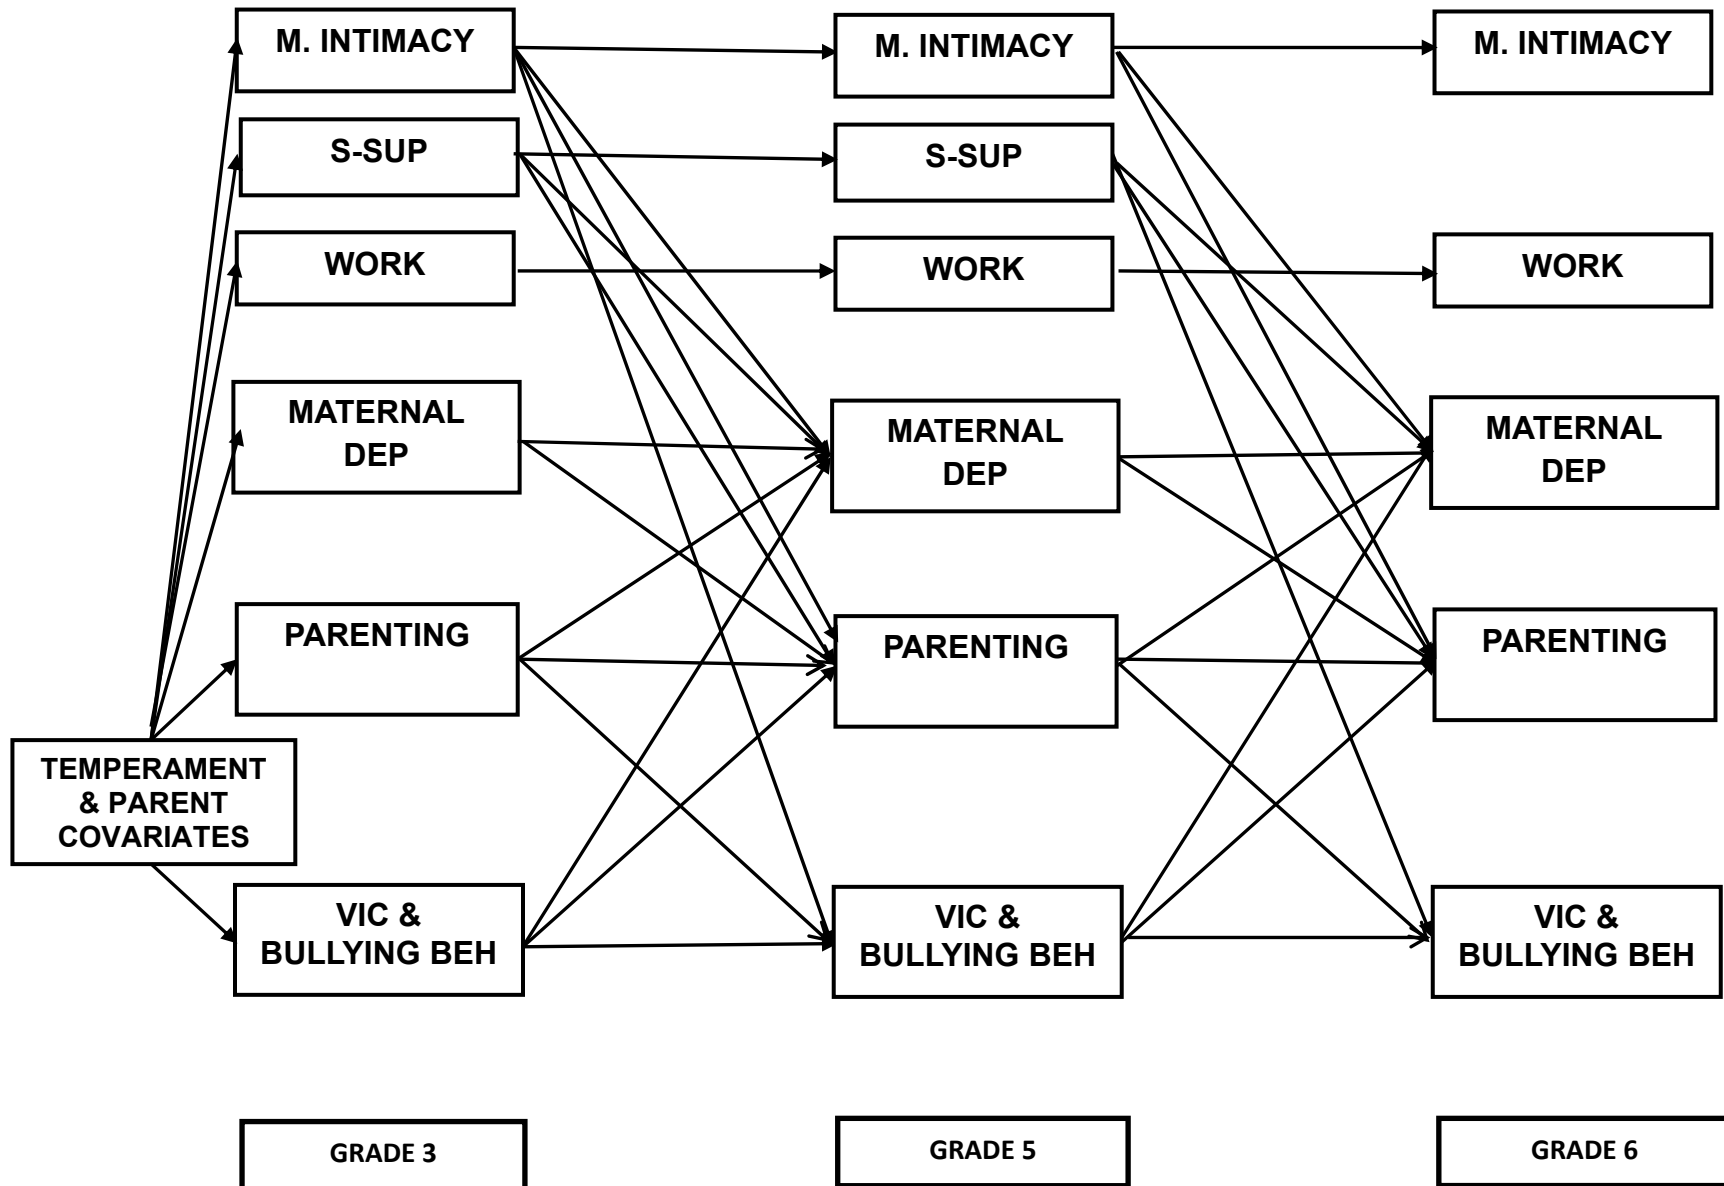 M. INTIMACY
M. INTIMACY
M. INTIMACY
S-SUP
S-SUP
WORK
WORK
WORK
MATERNAL
DEP
MATERNAL
DEP
MATERNAL
DEP
PARENTING
PARENTING
PARENTING
TEMPERAMENT
& PARENT
COVARIATES
VIC &
BULLYING BEH
VIC &
BULLYING BEH
VIC &
BULLYING BEH
GRADE 3
GRADE 5
GRADE 6